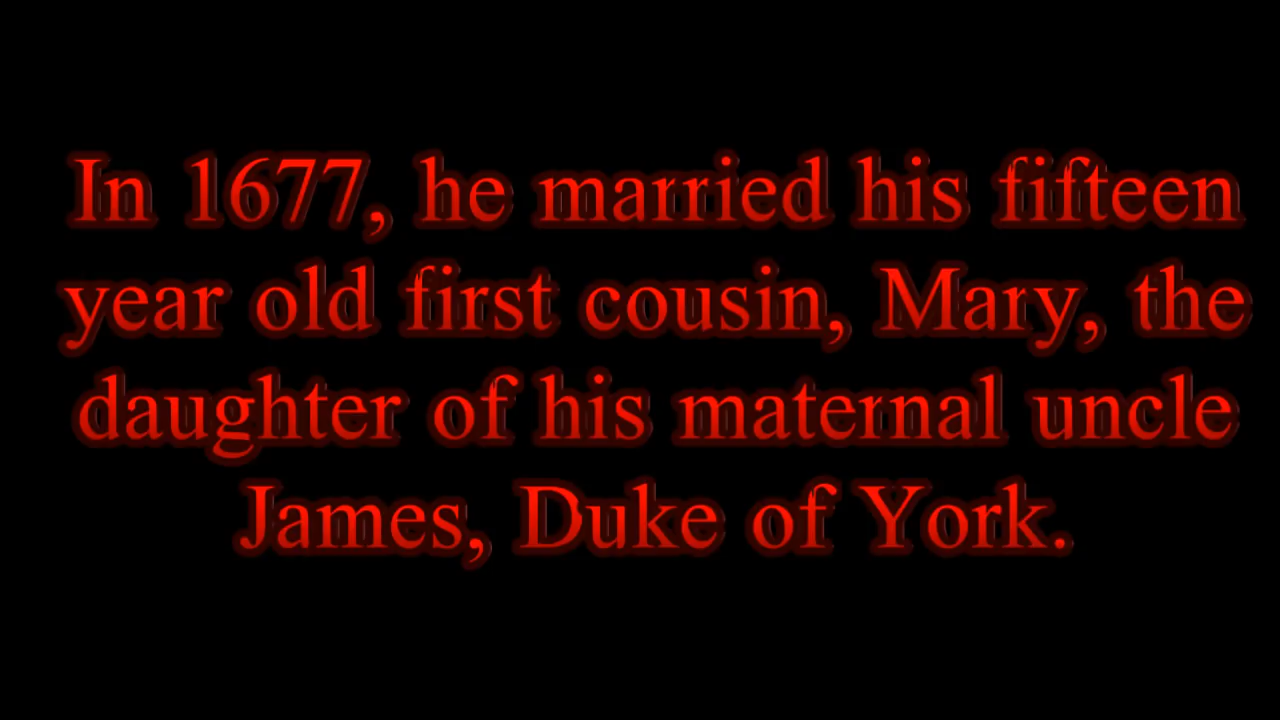 In 1677, he married his fifteen
year old first cousin, Mary, the
daughter of his maternal uncle
James, Duke of York.